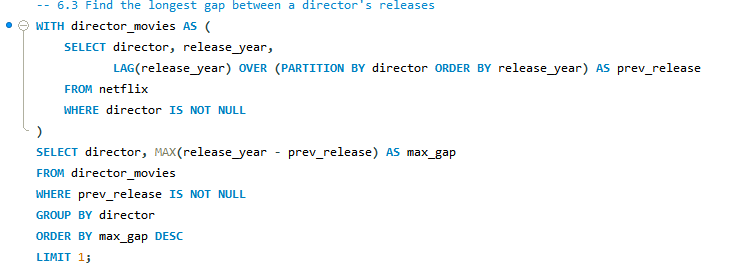 -- 6.3 Find the longest gap between a director's releases
WITH director_movies AS (
SELECT director, release_year,
LAG(release_year) OVER (PARTITION BY director ORDER BY release_year) AS prev_release
FROM netflix
WHERE director IS NOT NULL
)
SELECT director, MAX(release_year - prev_release) AS max_gap
FROM director_movies
WHERE prev_release IS NOT NULL
GROUP BY director
ORDER BY max_gap DESC
LIMIT 1;